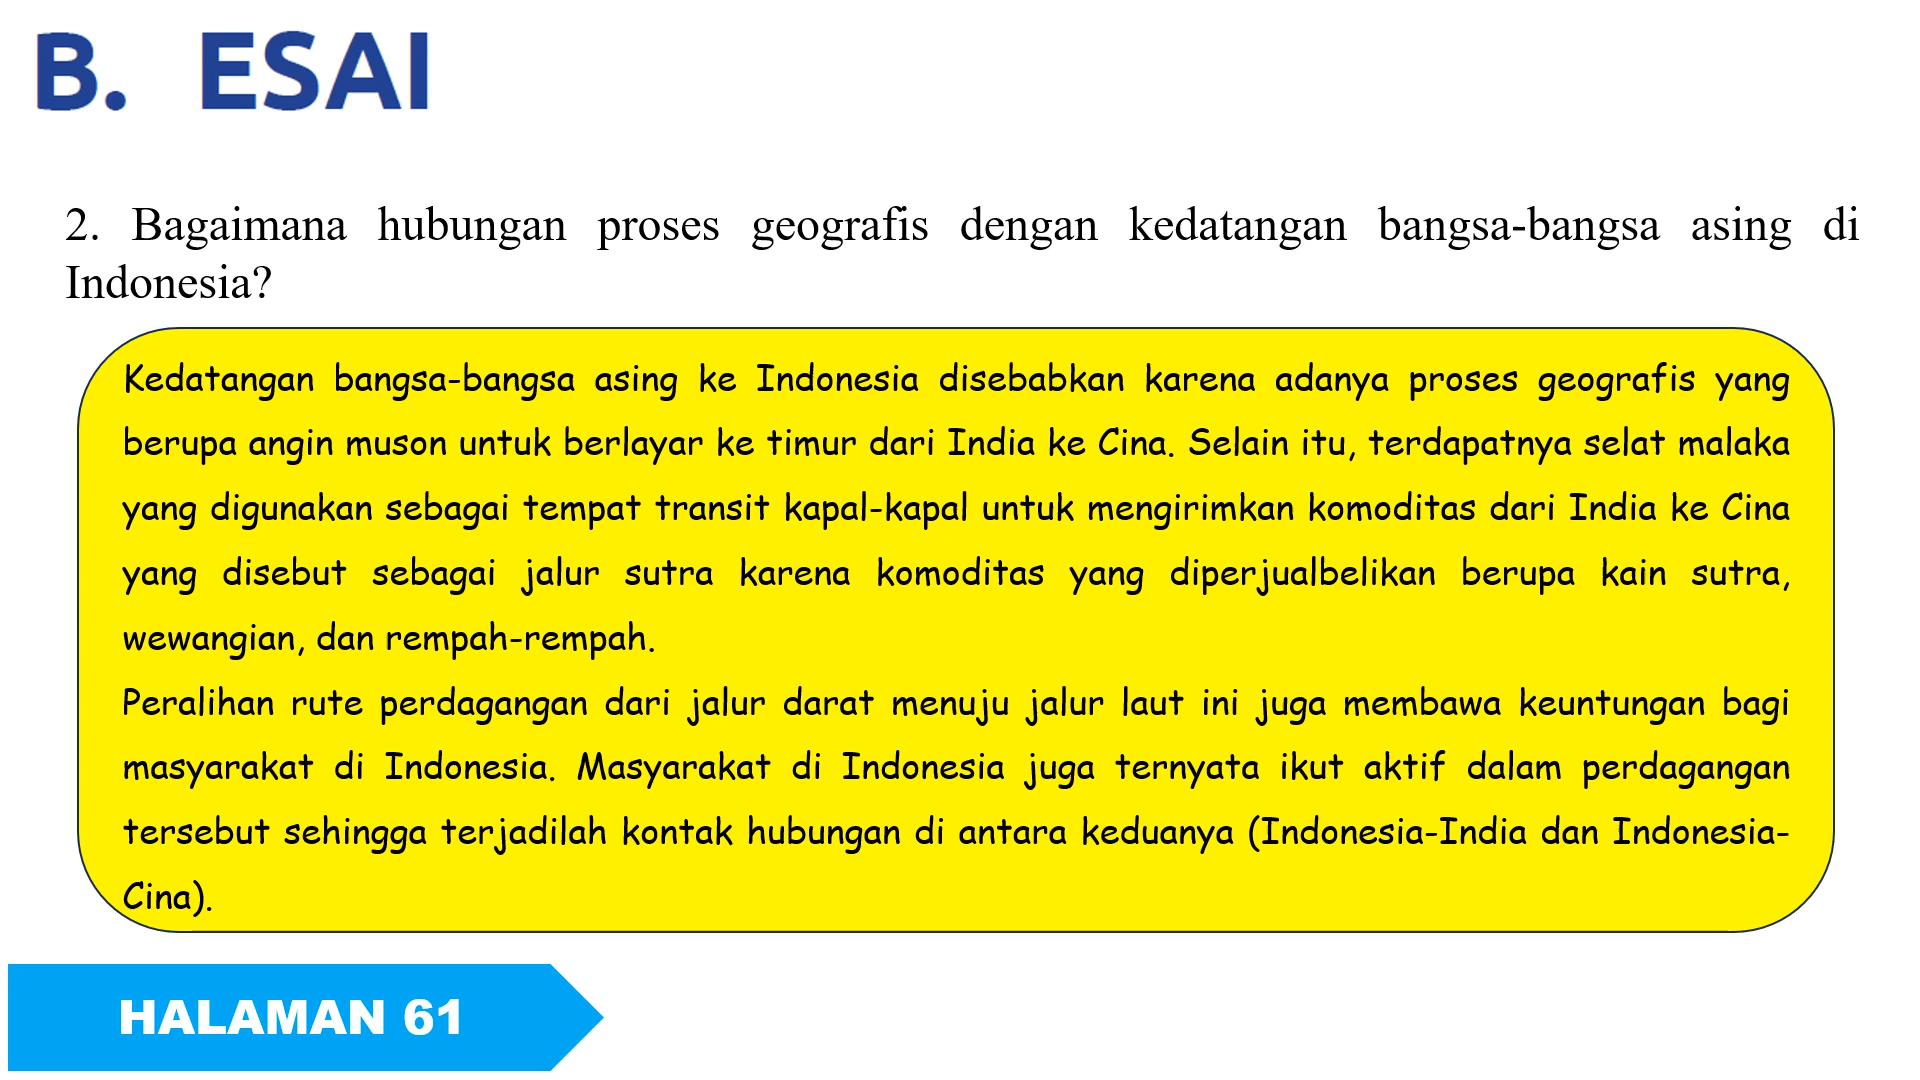 B. ESAI
2. Bagaimana hubungan proses geografis dengan kedatangan bangsa-bangsa asing di
Indonesia?
Kedatangan bangsa-bangsa asing ke Indonesia disebabkan karena adanya proses geografis yang
berupa angin muson untuk berlayar ke timur dari India ke Cina. Selain itu, terdapatnya selat malaka
yang digunakan sebagai tempat transit kapal-kapal untuk mengirimkan komoditas dari India ke Cina
yang disebut sebagai jalur sutra karena komoditas yang diperjualbelikan berupa kain sutra,
wewangian, dan rempah-rempah.
Peralihan rute perdagangan dari jalur darat menuju jalur laut ini juga membawa keuntungan bagi
masyarakat di Indonesia. Masyarakat di Indonesia juga ternyata ikut aktif dalam perdagangan
tersebut sehingga terjadilah kontak hubungan di antara keduanya (Indonesia-India dan Indonesia-
Cina).
HALAMAN 61